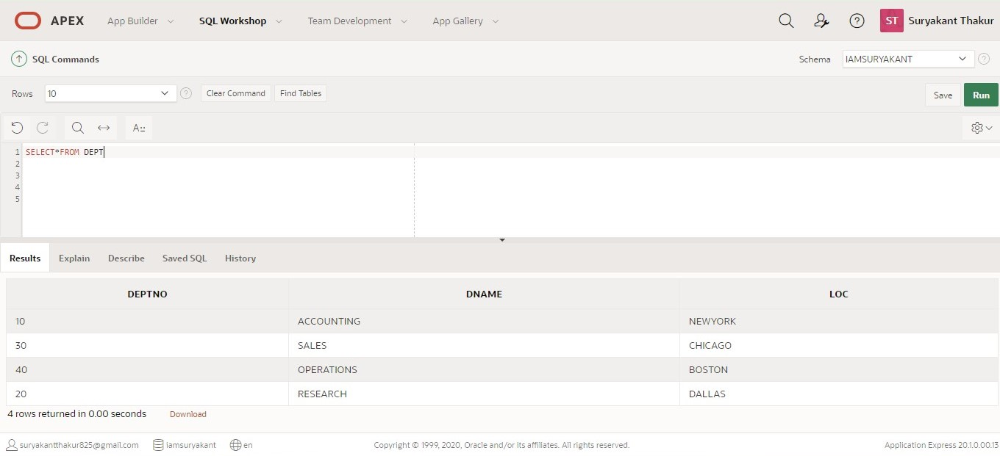 APEX App Builder SQL Workshop Team Development App Gallery ST Suryakant Thakur
SQL Commands Schema IAMSURYAKANT ?
Rows 10 ? Clear Command Find Tables Save Run
A
1 SELECT*FROM DEPT
2
3
4
5
Results Explain Describe Saved SQL History
DEPTNO DNAME LOC
10 ACCOUNTING NEWYORK
30 SALES CHICAGO
40 OPERATIONS BOSTON
20 RESEARCH DALLAS
4 rows returned in 0.00 seconds Download
suryakantthakur825@gmail.com iamsuryakant en Copyright © 1999, 2020, Oracle and/or its affiliates. All rights reserved. Application Express 20.1.0.00.13